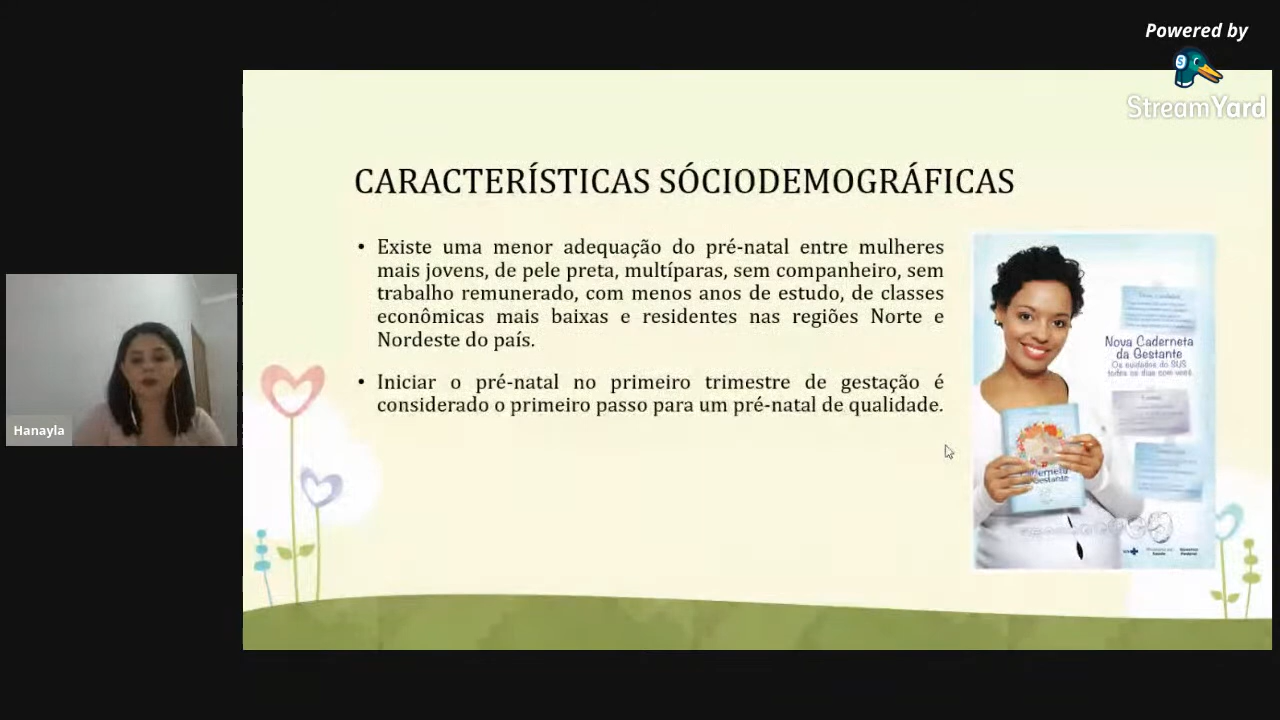 Powered by
StreamYard
CARACTERÍSTICAS SÓCIODEMOGRÁFICAS
• Existe uma menor adequação do pré-natal entre mulheres
mais jovens, de pele preta, multíparas, sem companheiro, sem
trabalho remunerado, com menos anos de estudo, de classes
econômicas mais baixas e residentes nas regiões Norte e
Nordeste do país.
• Iniciar o pré-natal no primeiro trimestre de gestação é
considerado o primeiro passo para um pré-natal de qualidade.
Nova Caderneta
da Gestante
Os cuidados do SUS
todos os dias com você.
Caderneta
da Gestante
Hanayla